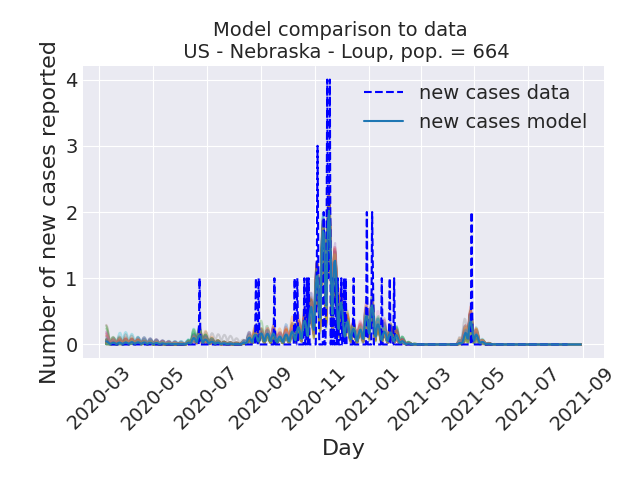 Model comparison to data
US - Nebraska - Loup, pop. = 664
Number of new cases reported
4
3
2
1
0
new cases data
new cases model
2020-03
2020-05
2020-07
2020-09
2020-11
2021-01
2021-03
2021-05
2021-07
2021-09
Day